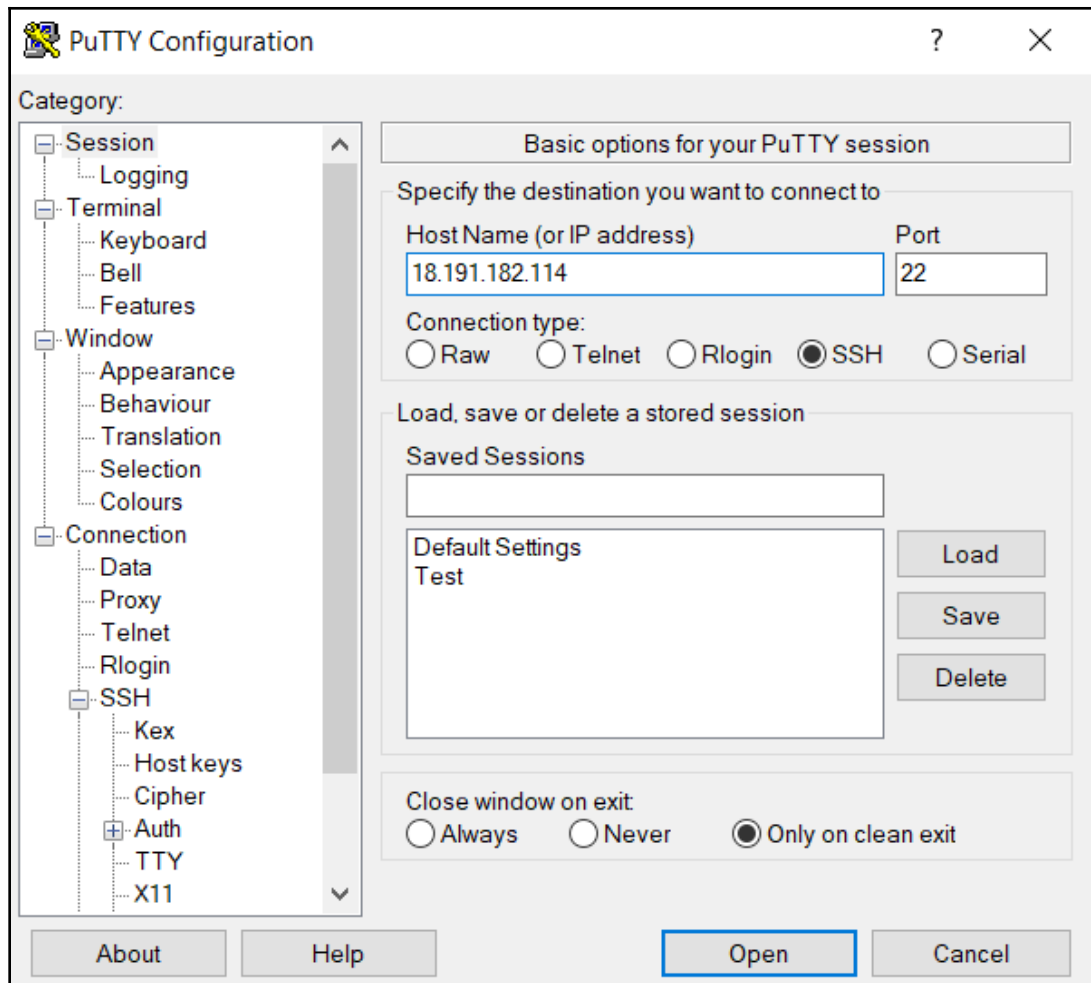 PuTTY Configuration
?
Category:
Session
Logging
Terminal
Keyboard
Bell
Features
Window
Appearance
Behaviour
Translation
Selection
Colours
Connection
Data
Proxy
Telnet
Rlogin
SSH
Kex
Host keys
Cipher
Auth
TTY
X11
Basic options for your PuTTY session
Specify the destination you want to connect to
Host Name (or IP address) Port
18.191.182.114 22
Connection type:
Raw Telnet Rlogin SSH Serial
Load, save or delete a stored session
Saved Sessions
Default Settings
Test
Load
Save
Delete
Close window on exit:
Always Never Only on clean exit
About Help Open Cancel